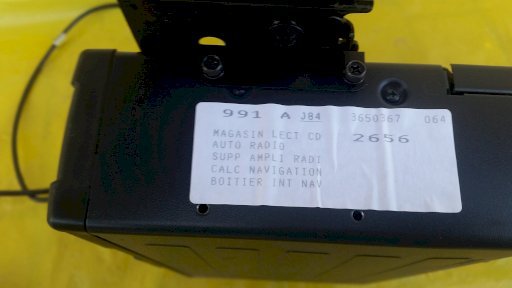 991 A J84 3650367 064
MAGASIN LECT CD 2656
AUTO RADIO
SUPP AMPLI RADI
CALC NAVIGATION
BOITIER INT NAV